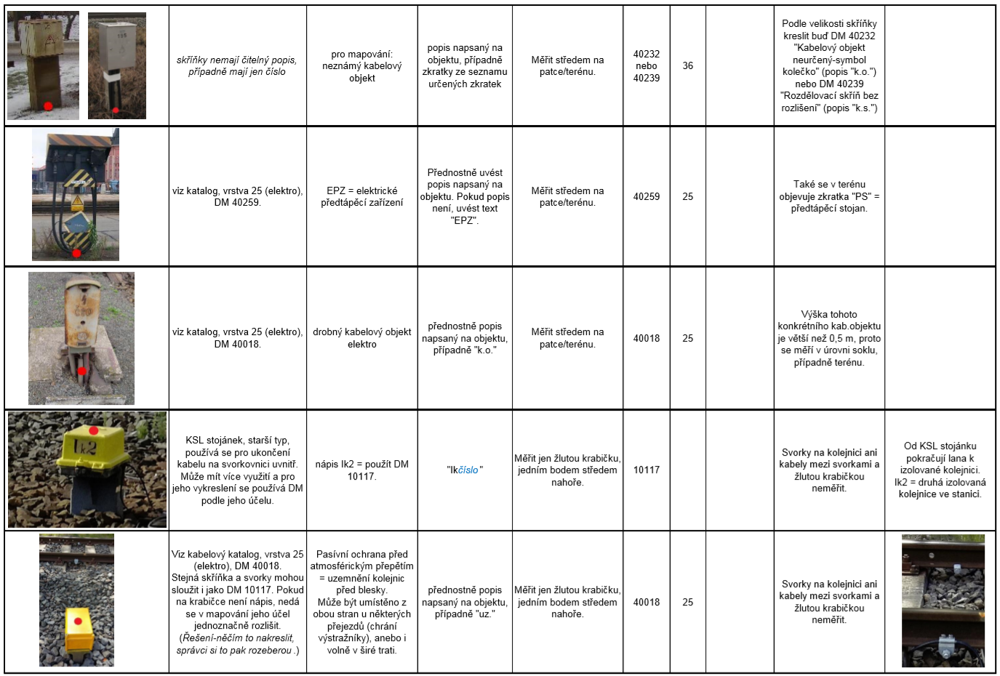 skříňky nemají čitelný popis,
případně mají jen číslo
pro mapování:
neznámý kabelový
objekt
popis napsaný na
objektu, případně
zkratky ze seznamu
určených zkratek
Měřit středem na
patce/terénu.
40232
nebo
40239
36
Podle velikosti skříňky
kreslit buď DM 40232
"Kabelový objekt
neurčený-symbol
kolečko" (popis "k.o.")
nebo DM 40239
"Rozdělovací skříň bez
rozlišení" (popis "k.s.")
viz katalog, vrstva 25 (elektro),
DM 40259.
EPZ = elektrické
předtápěcí zařízení
Přednostně uvést
popis napsaný na
objektu. Pokud popis
není, uvést text
"EPZ".
Měřit středem na
patce/terénu.
40259
25
Také se v terénu
objevuje zkratka "PS" =
předtápěcí stojan.
viz katalog, vrstva 25 (elektro),
DM 40018.
drobný kabelový objekt
elektro
přednostně popis
napsaný na objektu,
případně "k.o."
Měřit středem na
patce/terénu.
40018
25
Výška tohoto
konkrétního kab.objektu
je větší než 0,5 m, proto
se měří v úrovni soklu,
případně terénu.
Ik2
KSL stojánek, starší typ,
používá se pro ukončení
kabelu na svorkovnici uvnitř.
Může mít více využití a pro
jeho vykreslení se používá DM
podle jeho účelu.
nápis Ik2 = použít DM
10117.
"Ikčíslo"
Měřit jen žlutou krabičku,
jedním bodem středem
nahoře.
10117
Svorky na kolejnici ani
kabely mezi svorkami a
žlutou krabičkou
neměřit.
Od KSL stojánku
pokračují lana k
izolované kolejnici.
Ik2 = druhá izolovaná
kolejnice ve stanici.
Viz kabelový katalog, vrstva 25
(elektro), DM 40018.
Stejná skříňka a svorky mohou
sloužit i jako DM 10117. Pokud
na krabičce není nápis, nedá
se v mapování jeho účel
jednoznačně rozlišit.
(Řešení-něčím to nakreslit,
správci si to pak rozeberou.)
Pasívní ochrana před
atmosférickým přepětím
= uzemnění kolejnic
před blesky.
Může být umístěno z
obou stran u některých
přejezdů (chrání
výstražníky), anebo i
volně v širé trati.
přednostně popis
napsaný na objektu,
případně "uz."
Měřit jen žlutou krabičku,
jedním bodem středem
nahoře.
40018
25
Svorky na kolejnici ani
kabely mezi svorkami a
žlutou krabičkou
neměřit.